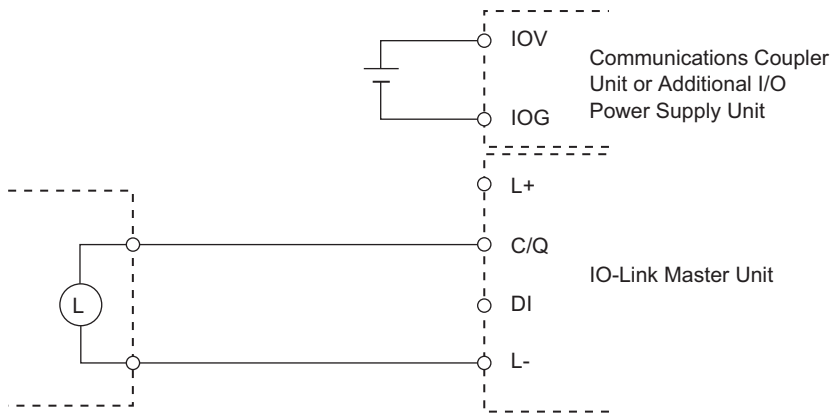 IOV
Communications Coupler
Unit or Additional I/O
Power Supply Unit
IOG
L+
C/Q
IO-Link Master Unit
L
DI
L-